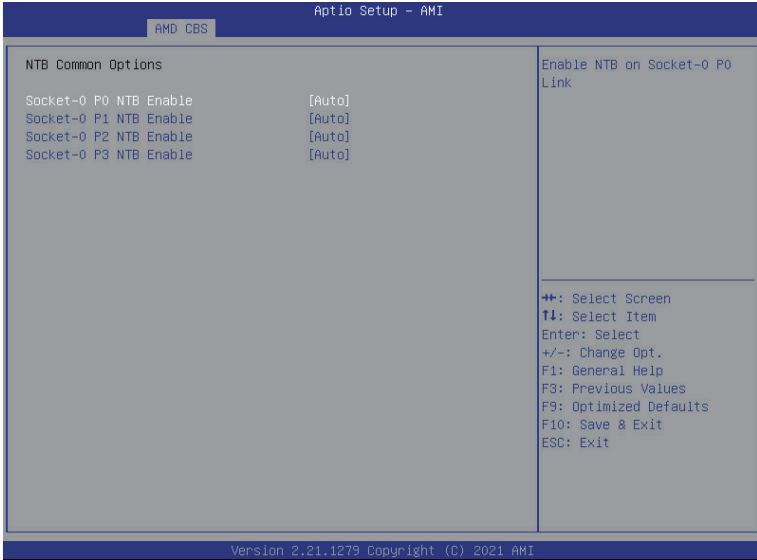 Aptio Setup – AMI
AMD CBS
NTB Common Options
Socket-0 P0 NTB Enable [Auto]
Socket-0 P1 NTB Enable [Auto]
Socket-0 P2 NTB Enable [Auto]
Socket-0 P3 NTB Enable [Auto]
Enable NTB on Socket-0 P0
Link
→←: Select Screen
↑↓: Select Item
Enter: Select
+/-: Change Opt.
F1: General Help
F3: Previous Values
F9: Optimized Defaults
F10: Save & Exit
ESC: Exit
Version 2.21.1279 Copyright (C) 2021 AMI